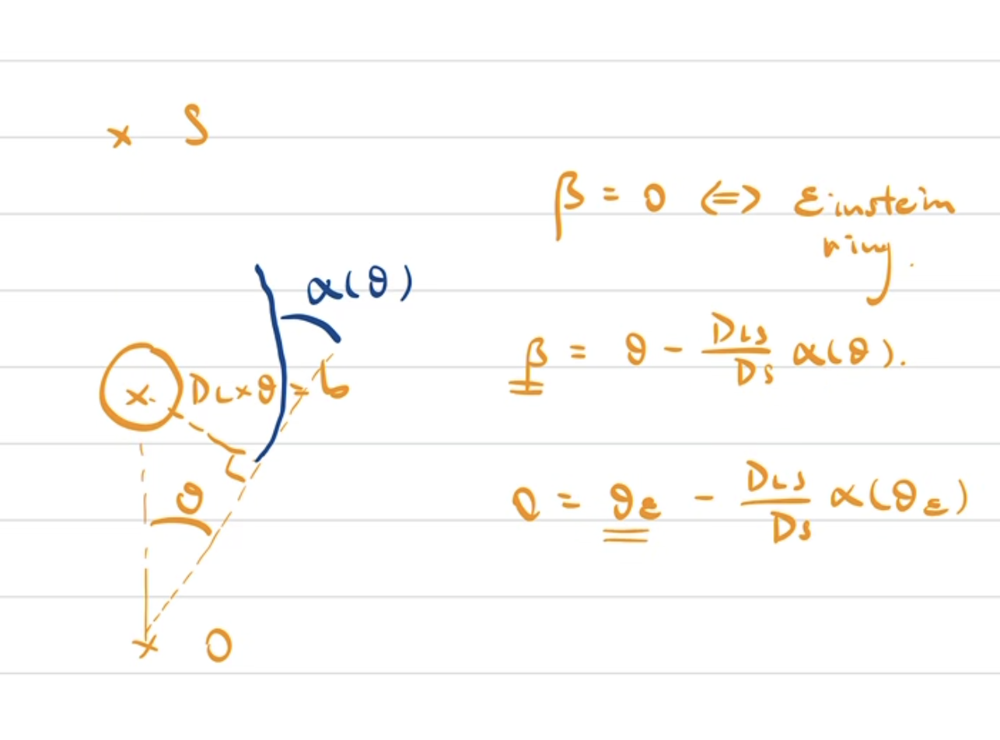 × S
β = 0 <=> Einstein
ring.
α(θ)
β = θ - DLS/DS α(θ).
× DL×θ = b
θ
0 = θE - DLS/DS α(θE)
× O